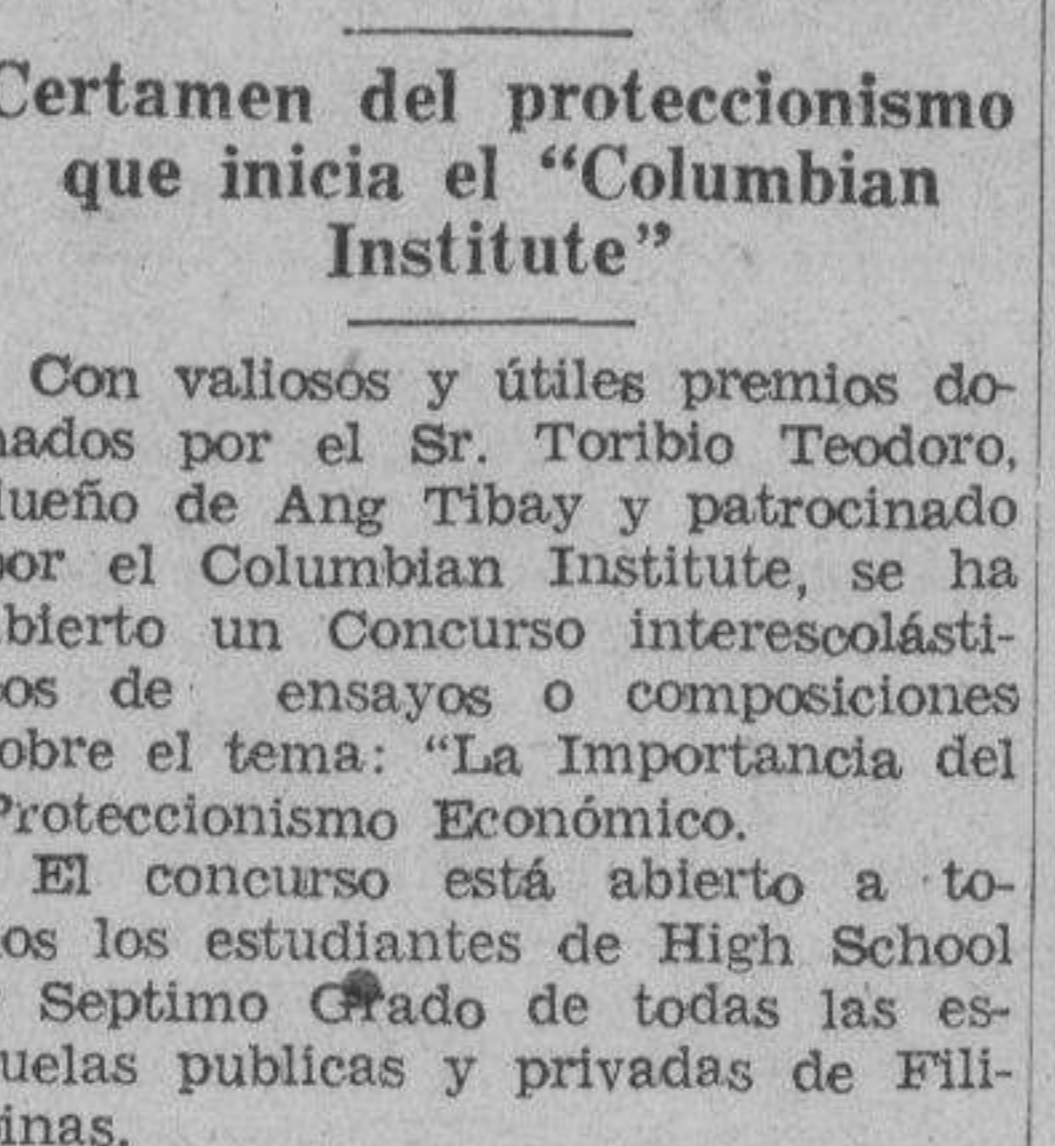 Certamen del proteccionismo
que inicia el “Columbian
Institute”
Con valiosos y útiles premios do-
nados por el Sr. Toribio Teodoro,
dueño de Ang Tibay y patrocinado
por el Columbian Institute, se ha
abierto un Concurso interescolásti-
cos de ensayos o composiciones
sobre el tema: “La Importancia del
Proteccionismo Económico.
El concurso está abierto a to-
dos los estudiantes de High School
y Septimo Grado de todas las es-
cuelas publicas y privadas de Fili-
pinas.